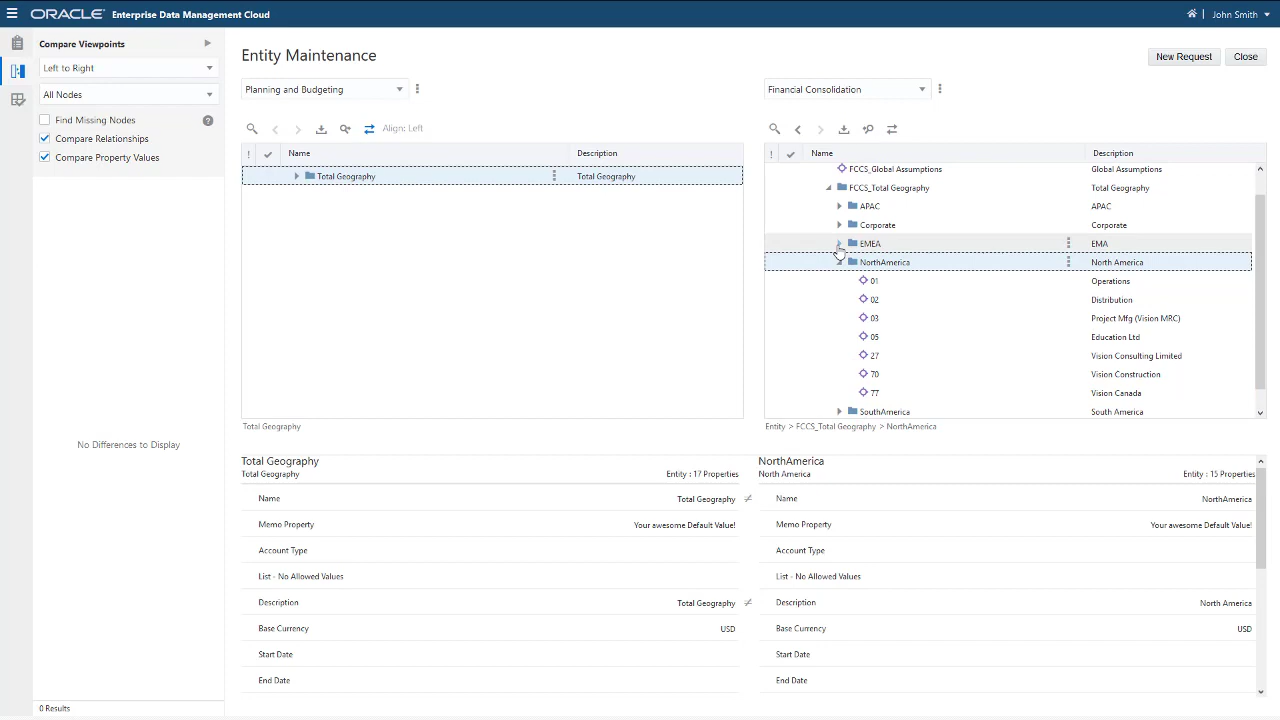 ORACLE Enterprise Data Management Cloud
John Smith
Compare Viewpoints
Left to Right
All Nodes
Find Missing Nodes
Compare Relationships
Compare Property Values
No Differences to Display
0 Results
Entity Maintenance
New Request
Close
Planning and Budgeting
Align: Left
! Name Description
Total Geography Total Geography
Total Geography
Financial Consolidation
! Name Description
FCCS_Global Assumptions Global Assumptions
FCCS_Total Geography Total Geography
APAC APAC
Corporate Corporate
EMEA EMA
NorthAmerica North America
01 Operations
02 Distribution
03 Project Mfg (Vision MRC)
05 Education Ltd
27 Vision Consulting Limited
70 Vision Construction
77 Vision Canada
SouthAmerica South America
Entity > FCCS_Total Geography > NorthAmerica
Total Geography
Total Geography Entity : 17 Properties
Name Total Geography ≠
Memo Property Your awesome Default Value!
Account Type
List - No Allowed Values
Description Total Geography ≠
Base Currency USD
Start Date
End Date
NorthAmerica
North America Entity : 15 Properties
Name NorthAmerica
Memo Property Your awesome Default Value!
Account Type
List - No Allowed Values
Description North America
Base Currency USD
Start Date
End Date